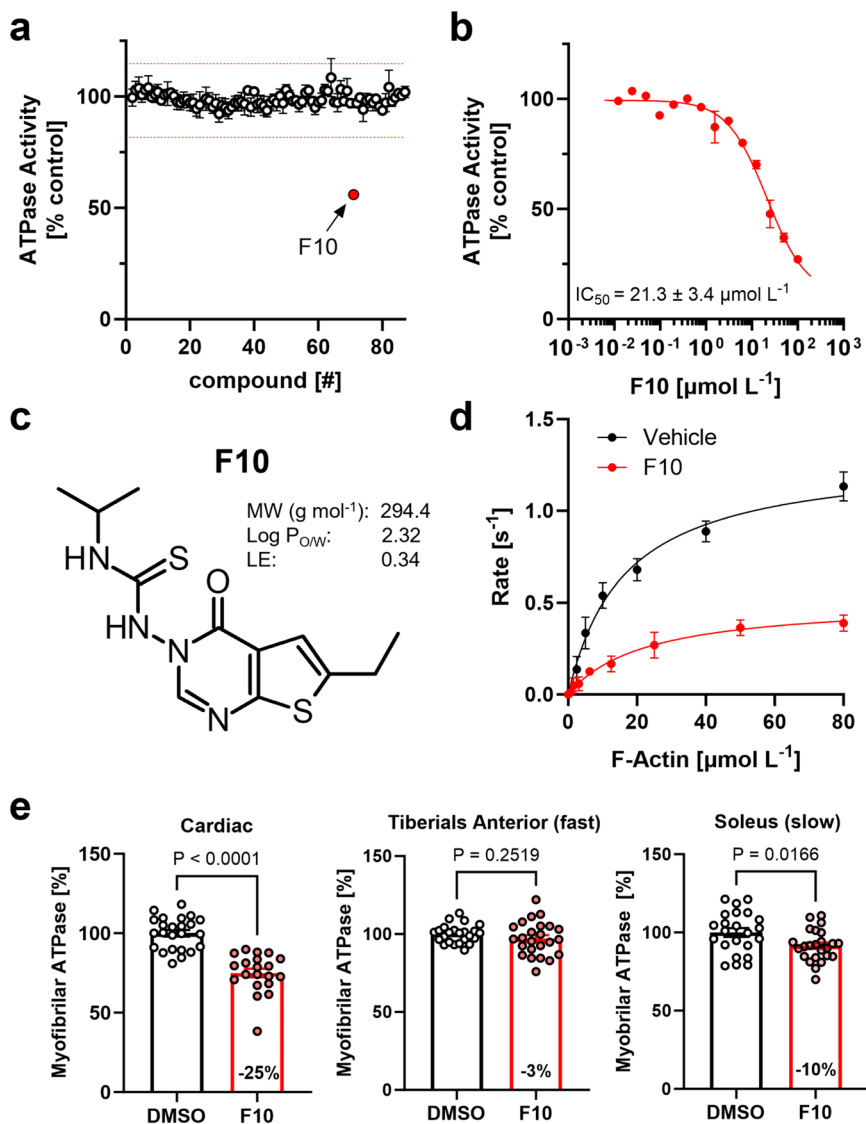 a
ATPase Activity
[% control]
100
50
0
F10
0 20 40 60 80
compound [#]
b
ATPase Activity
[% control]
100
50
0
IC50 = 21.3 ± 3.4 µmol L-1
10-3 10-2 10-1 100 101 102 103
F10 [µmol L-1]
c
F10
MW (g mol-1): 294.4
Log PO/W: 2.32
LE: 0.34
HN
S
NH
O
N
N
S
d
Vehicle
F10
Rate [s-1]
1.5
1.0
0.5
0.0
0 20 40 60 80
F-Actin [µmol L-1]
e
Cardiac
P < 0.0001
Myofibrilar ATPase [%]
150
100
50
0
-25%
DMSO F10
Tiberials Anterior (fast)
P = 0.2519
Myofibrilar ATPase [%]
150
100
50
0
-3%
DMSO F10
Soleus (slow)
P = 0.0166
Myobrilar ATPase [%]
150
100
50
0
-10%
DMSO F10